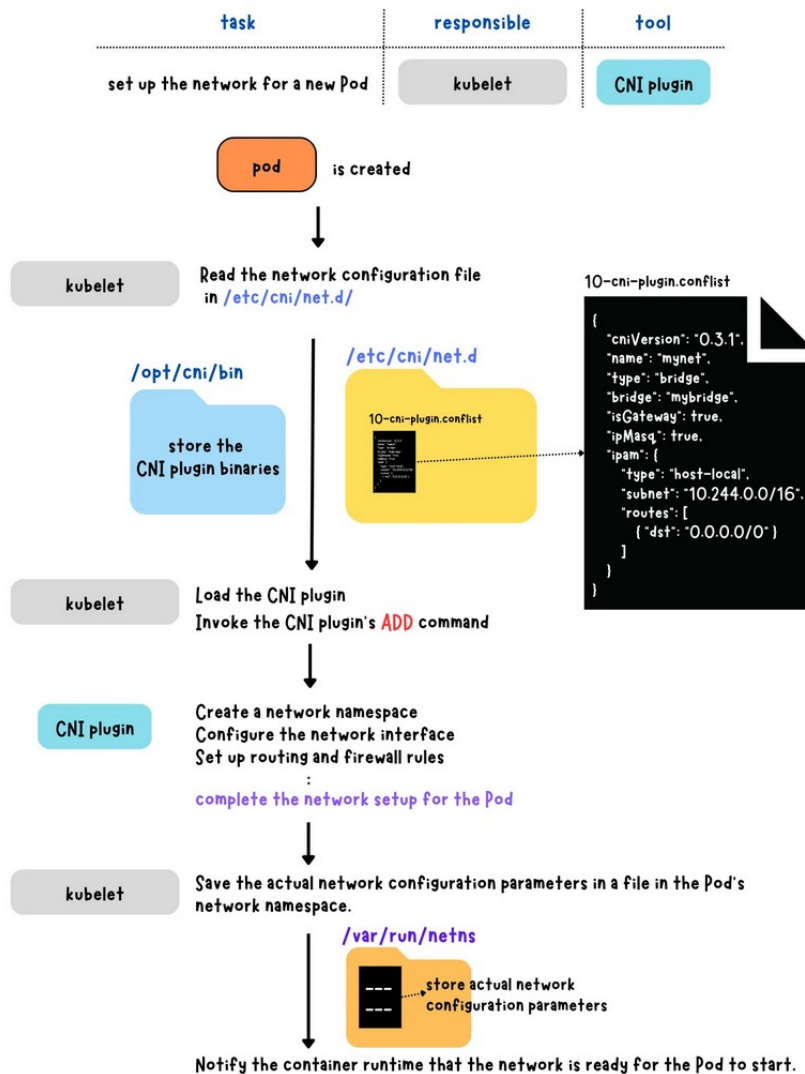 task responsible tool
set up the network for a new Pod kubelet CNI plugin
pod is created
kubelet
Read the network configuration file
in /etc/cni/net.d/
10-cni-plugin.conflist
{
"cniVersion": "0.3.1",
"name": "mynet",
"type": "bridge",
"bridge": "mybridge",
"isGateway": true,
"ipMasq": true,
"ipam": {
"type": "host-local",
"subnet": "10.244.0.0/16",
"routes": [
{ "dst": "0.0.0.0/0" }
]
}
}
/opt/cni/bin
store the
CNI plugin binaries
/etc/cni/net.d
10-cni-plugin.conflist
kubelet
Load the CNI plugin
Invoke the CNI plugin's ADD command
CNI plugin
Create a network namespace
Configure the network interface
Set up routing and firewall rules
:
complete the network setup for the Pod
kubelet
Save the actual network configuration parameters in a file in the Pod's
network namespace.
/var/run/netns
store actual network
configuration parameters
Notify the container runtime that the network is ready for the Pod to start.